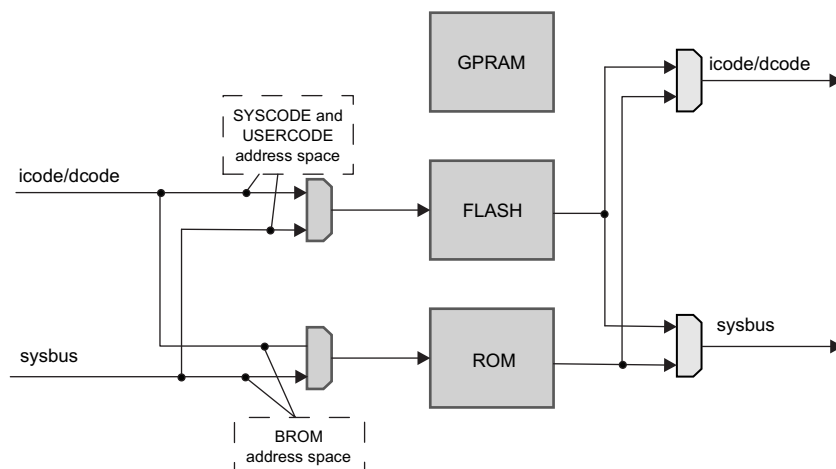 GPRAM
icode/dcode
SYSCODE and
USERCODE
address space
icode/dcode
FLASH
sysbus
sysbus
ROM
BROM
address space